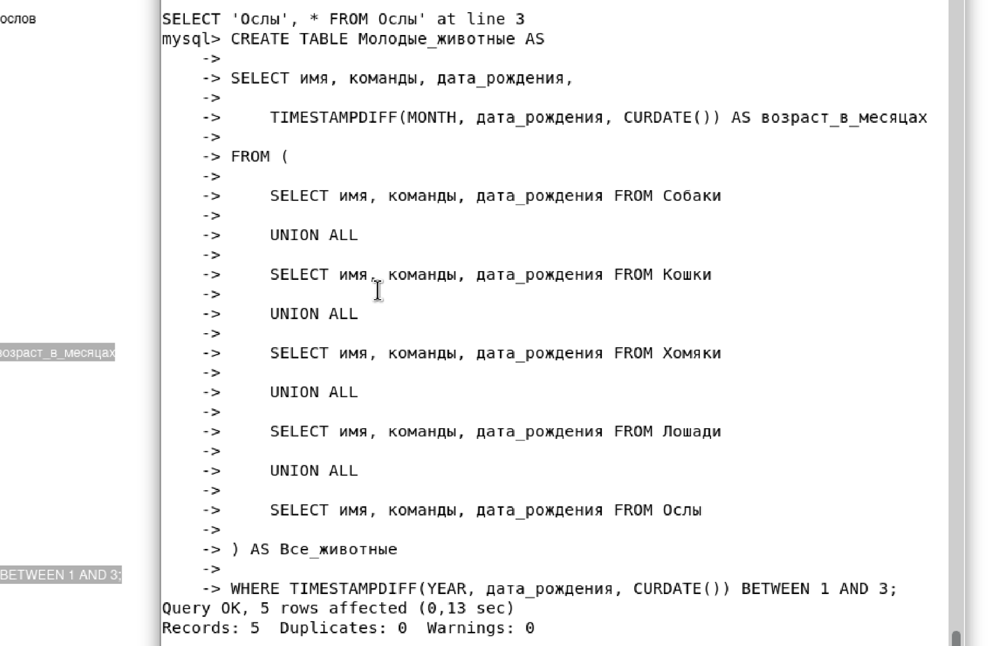 ослов
SELECT 'Ослы', * FROM Ослы' at line 3
mysql> CREATE TABLE Молодые_животные AS
    ->
    -> SELECT имя, команды, дата_рождения,
    ->
    ->     TIMESTAMPDIFF(MONTH, дата_рождения, CURDATE()) AS возраст_в_месяцах
    ->
    -> FROM (
    ->
    ->     SELECT имя, команды, дата_рождения FROM Собаки
    ->
    ->     UNION ALL
    ->
    ->     SELECT имя, команды, дата_рождения FROM Кошки
    ->
    ->     UNION ALL
    ->
    ->     SELECT имя, команды, дата_рождения FROM Хомяки
    ->
    ->     UNION ALL
    ->
    ->     SELECT имя, команды, дата_рождения FROM Лошади
    ->
    ->     UNION ALL
    ->
    ->     SELECT имя, команды, дата_рождения FROM Ослы
    ->
    -> ) AS Все_животные
    ->
    -> WHERE TIMESTAMPDIFF(YEAR, дата_рождения, CURDATE()) BETWEEN 1 AND 3;
Query OK, 5 rows affected (0,13 sec)
Records: 5  Duplicates: 0  Warnings: 0
возраст_в_месяцах
BETWEEN 1 AND 3;